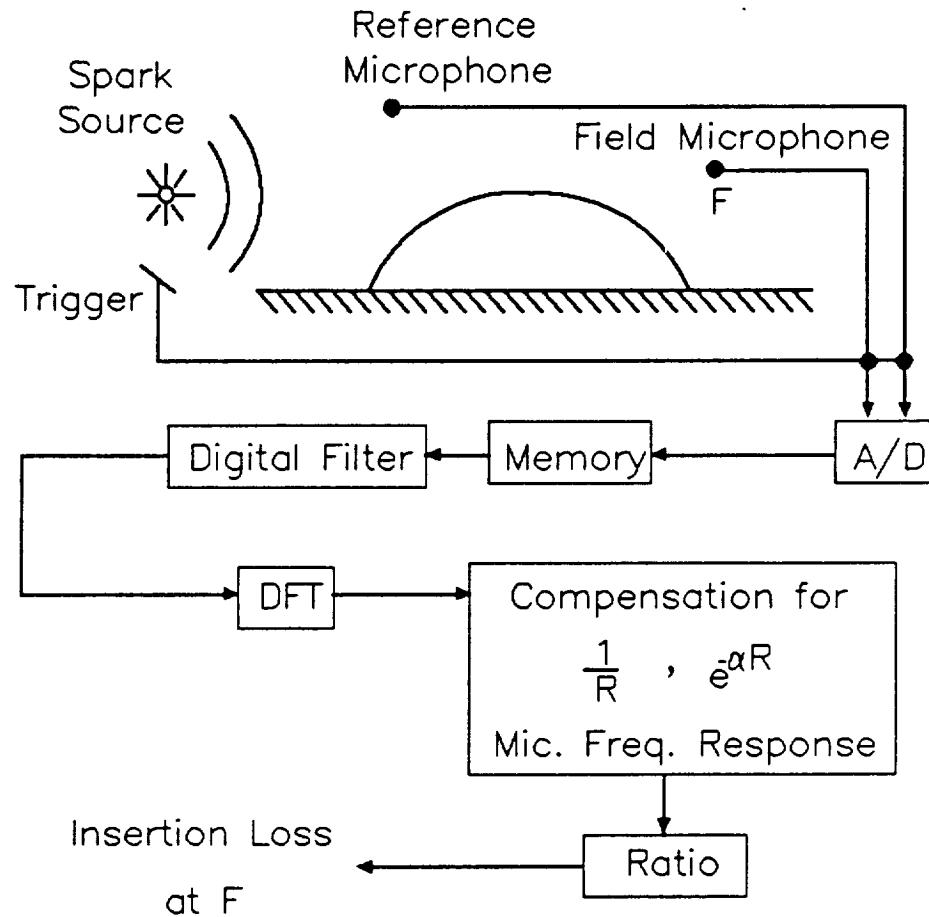 Reference
Microphone
Spark
Source
Field Microphone
F
Trigger
A/D
Memory
Digital Filter
DFT
Compensation for
1/R , e^-αR
Mic. Freq. Response
Ratio
Insertion Loss
at F